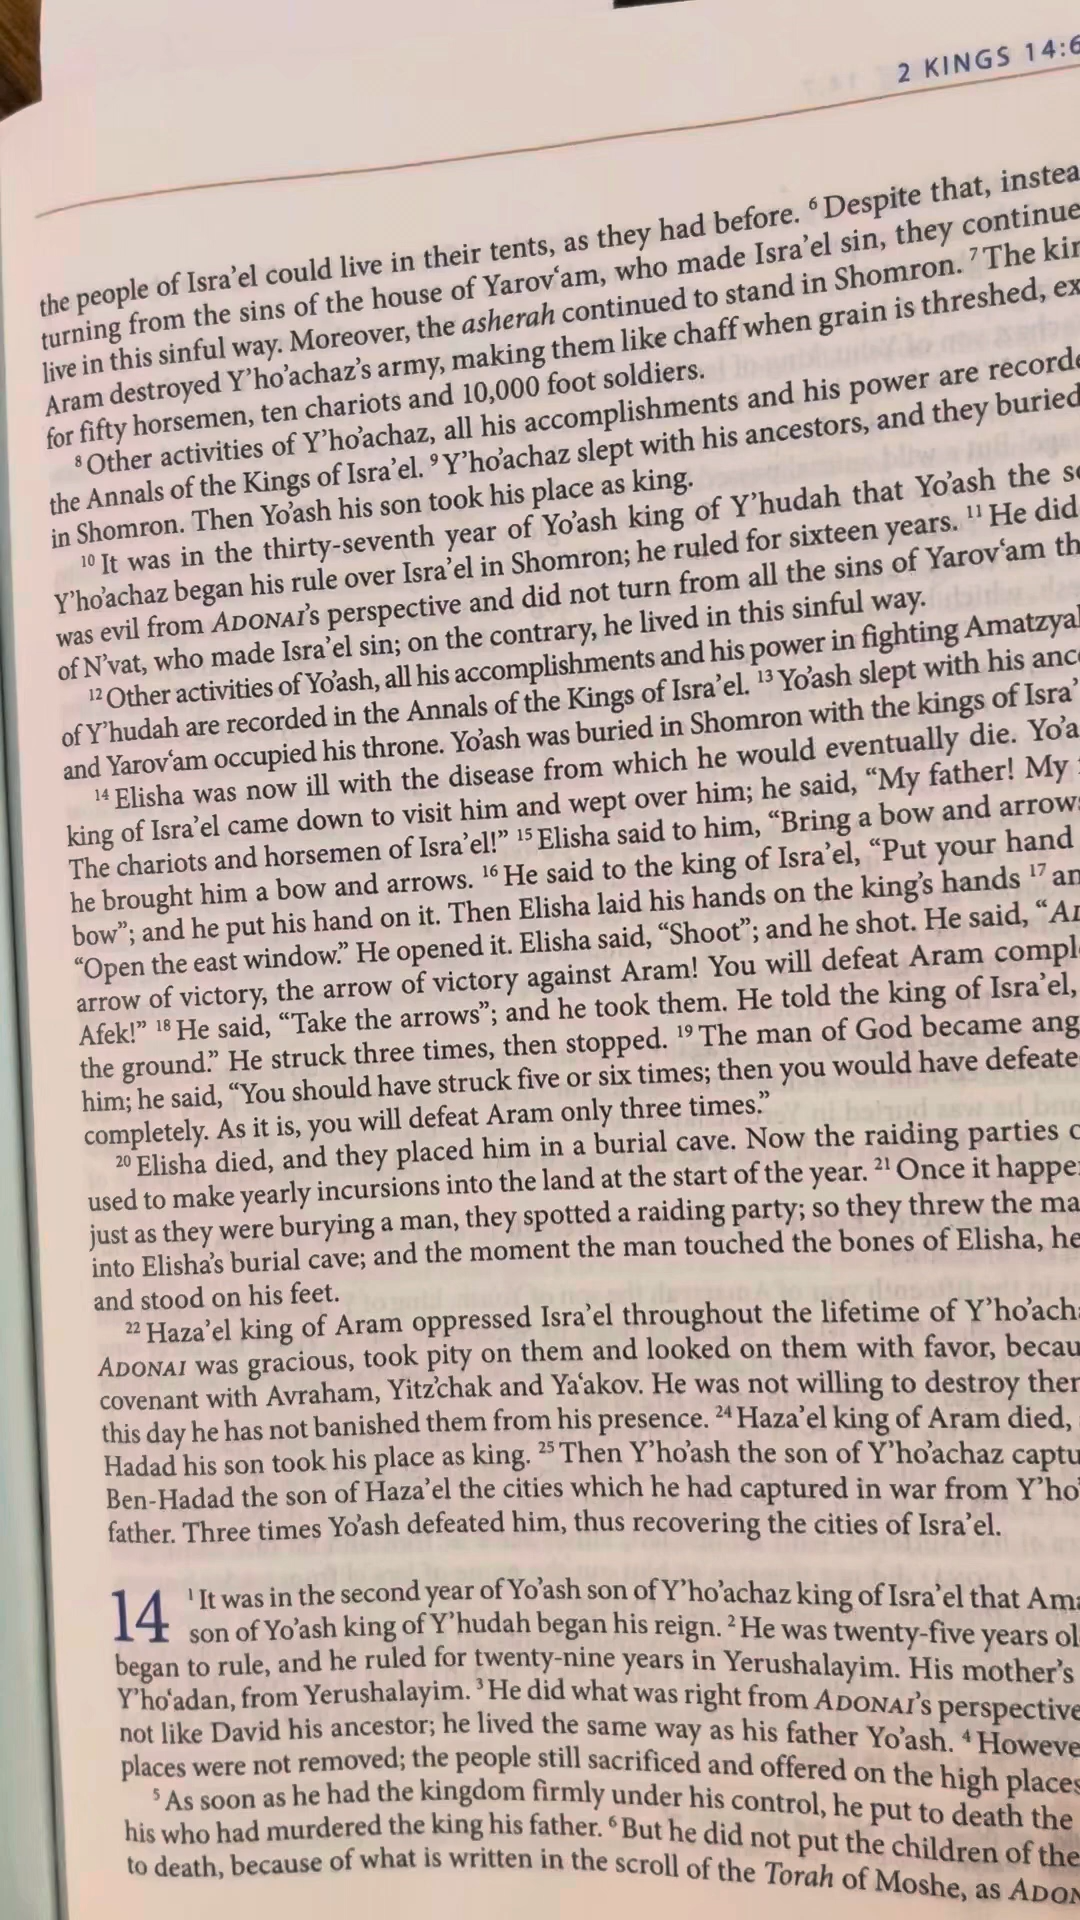 2 KINGS 14:6
the people of Isra’el could live in their tents, as they had before. ⁶ Despite that,
turning from the sins of the house of Yarov‘am, who made Isra’el sin, they
live in this sinful way. Moreover, the asherah continued to stand in Shomron. ⁷ The
Aram destroyed Y’ho’achaz’s army, making them like chaff when grain is threshed,
for fifty horsemen, ten chariots and 10,000 foot soldiers.
⁸ Other activities of Y’ho’achaz, all his accomplishments and his power are
the Annals of the Kings of Isra’el. ⁹ Y’ho’achaz slept with his ancestors, and they buried
in Shomron. Then Yo’ash his son took his place as king.
¹⁰ It was in the thirty-seventh year of Yo’ash king of Y’hudah that Yo’ash the
Y’ho’achaz began his rule over Isra’el in Shomron; he ruled for sixteen years. ¹¹ He did
was evil from ADONAI’s perspective and did not turn from all the sins of Yarov‘am
of N’vat, who made Isra’el sin; on the contrary, he lived in this sinful way.
¹² Other activities of Yo’ash, all his accomplishments and his power in fighting
of Y’hudah are recorded in the Annals of the Kings of Isra’el. ¹³ Yo’ash slept with his
and Yarov‘am occupied his throne. Yo’ash was buried in Shomron with the kings of
¹⁴ Elisha was now ill with the disease from which he would eventually die.
king of Isra’el came down to visit him and wept over him; he said, “My father! My
The chariots and horsemen of Isra’el!” ¹⁵ Elisha said to him, “Bring a bow and
he brought him a bow and arrows. ¹⁶ He said to the king of Isra’el, “Put your hand
bow”; and he put his hand on it. Then Elisha laid his hands on the king’s hands ¹⁷
“Open the east window.” He opened it. Elisha said, “Shoot”; and he shot. He said,
arrow of victory, the arrow of victory against Aram! You will defeat Aram
Afek!” ¹⁸ He said, “Take the arrows”; and he took them. He told the king of Isra’el,
the ground.” He struck three times, then stopped. ¹⁹ The man of God became
him; he said, “You should have struck five or six times; then you would have
completely. As it is, you will defeat Aram only three times.”
²⁰ Elisha died, and they placed him in a burial cave. Now the raiding parties
used to make yearly incursions into the land at the start of the year. ²¹ Once it
just as they were burying a man, they spotted a raiding party; so they threw the
into Elisha’s burial cave; and the moment the man touched the bones of Elisha, he
and stood on his feet.
²² Haza’el king of Aram oppressed Isra’el throughout the lifetime of
ADONAI was gracious, took pity on them and looked on them with favor,
covenant with Avraham, Yitz’chak and Ya‘akov. He was not willing to destroy
this day he has not banished them from his presence. ²⁴ Haza’el king of Aram died,
Hadad his son took his place as king. ²⁵ Then Y’ho’ash the son of Y’ho’achaz
Ben-Hadad the son of Haza’el the cities which he had captured in war from
father. Three times Yo’ash defeated him, thus recovering the cities of Isra’el.
14 ¹ It was in the second year of Yo’ash son of Y’ho’achaz king of Isra’el that
son of Yo’ash king of Y’hudah began his reign. ² He was twenty-five years
began to rule, and he ruled for twenty-nine years in Yerushalayim. His mother’s
Y’ho‘adan, from Yerushalayim. ³ He did what was right from ADONAI’s perspective
not like David his ancestor; he lived the same way as his father Yo’ash. ⁴
places were not removed; the people still sacrificed and offered on the high places
⁵ As soon as he had the kingdom firmly under his control, he put to death the
his who had murdered the king his father. ⁶ But he did not put the children of the
to death, because of what is written in the scroll of the Torah of Moshe, as